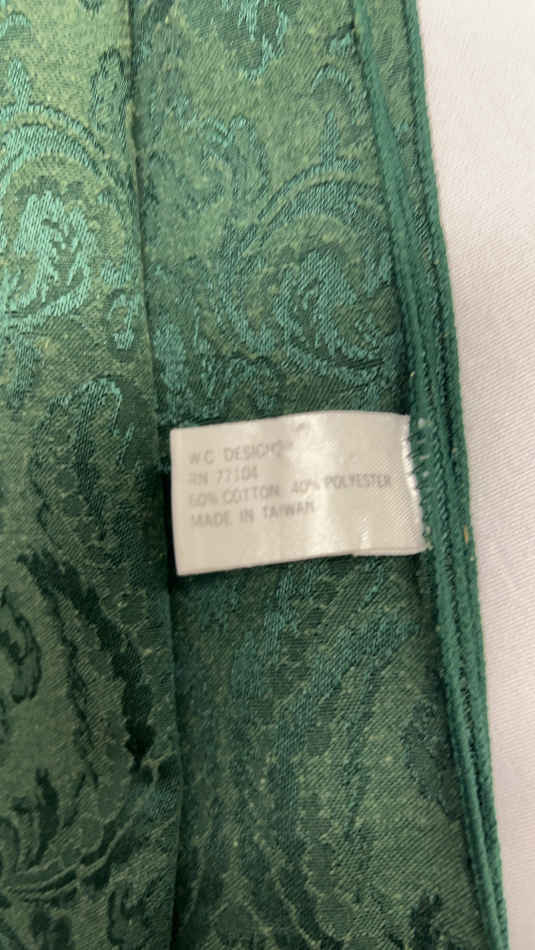 W.C. DESIGNS
RN 77104
60% COTTON 40% POLYESTER
MADE IN TAIWAN